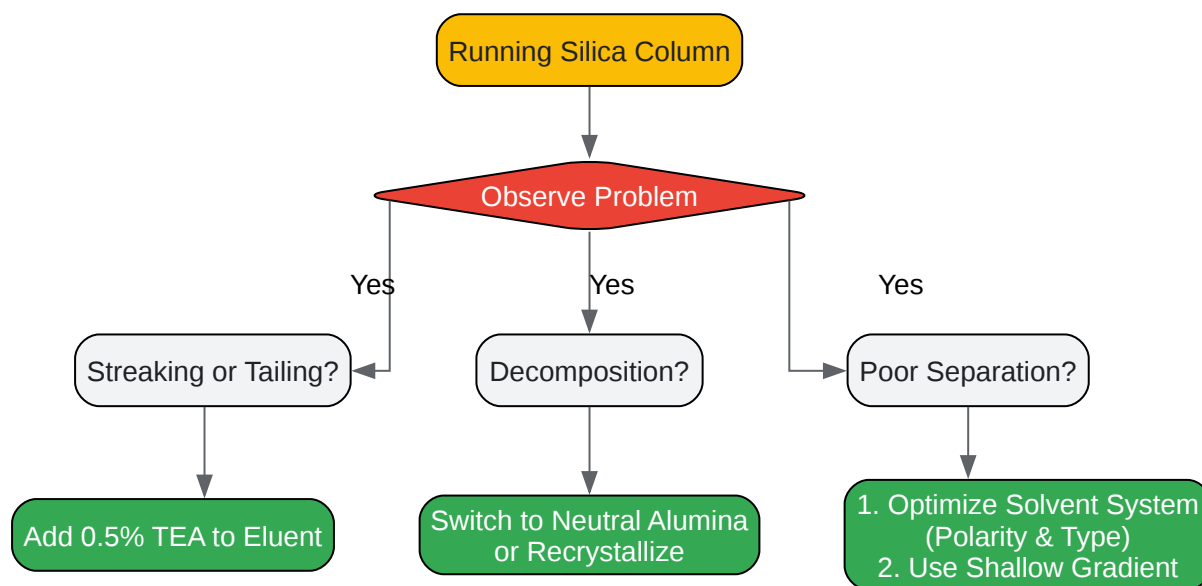 Running Silica Column
Observe Problem
Yes
Yes
Yes
Streaking or Tailing?
Decomposition?
Poor Separation?
Add 0.5% TEA to Eluent
Switch to Neutral Alumina
or Recrystallize
1. Optimize Solvent System
(Polarity & Type)
2. Use Shallow Gradient